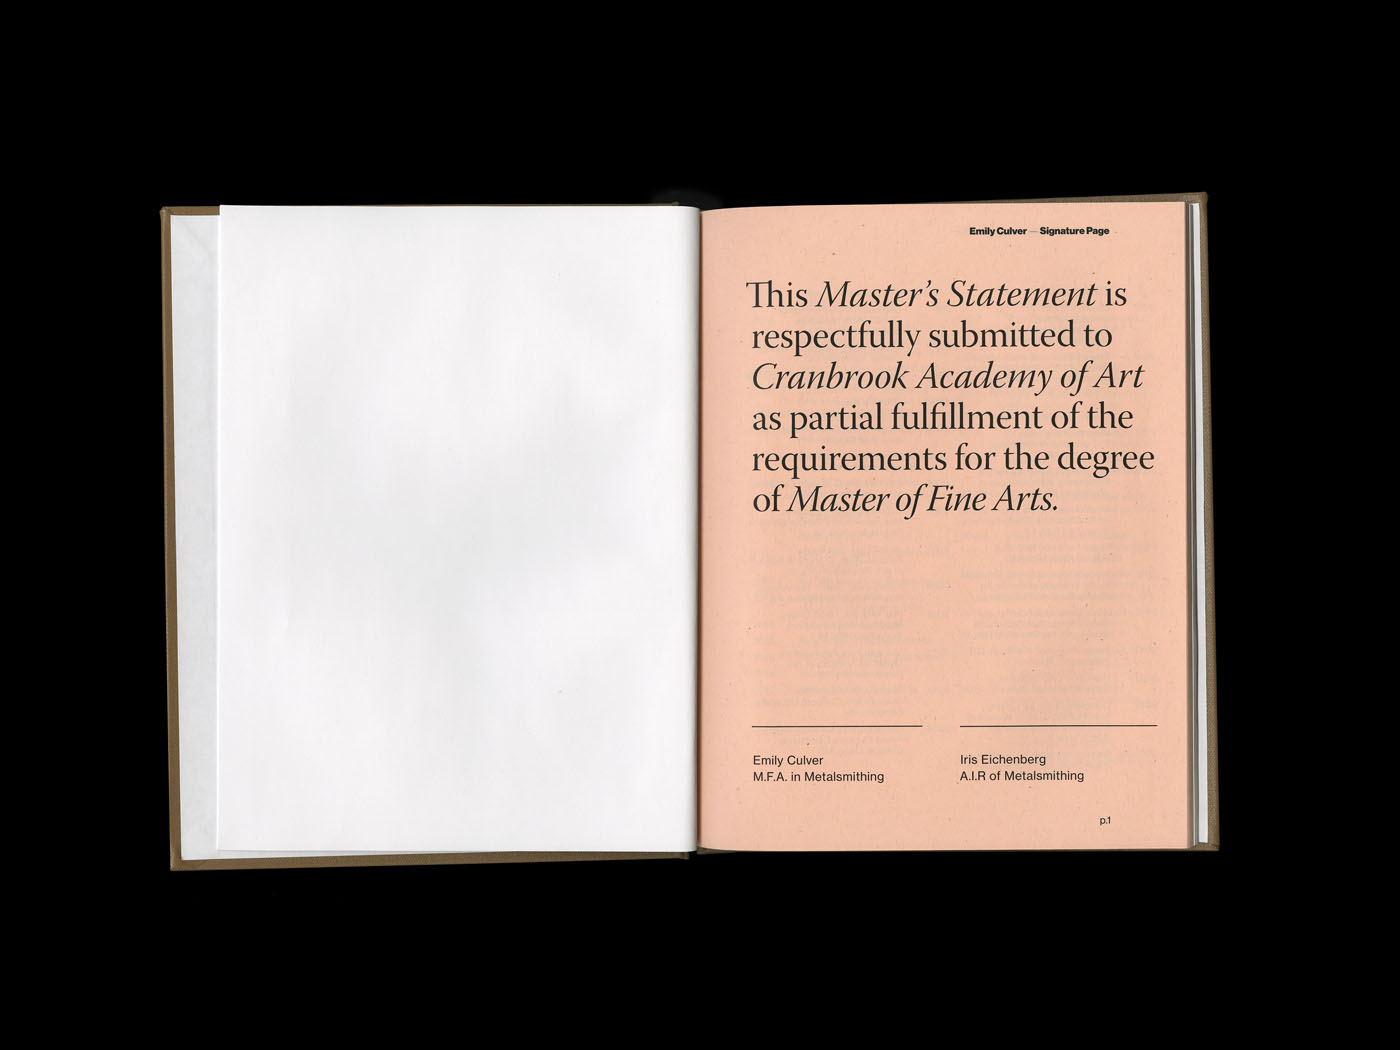 Emily Culver — Signature Page
This Master's Statement is
respectfully submitted to
Cranbrook Academy of Art
as partial fulfillment of the
requirements for the degree
of Master of Fine Arts.
Emily Culver
M.F.A. in Metalsmithing
Iris Eichenberg
A.I.R of Metalsmithing
p.1